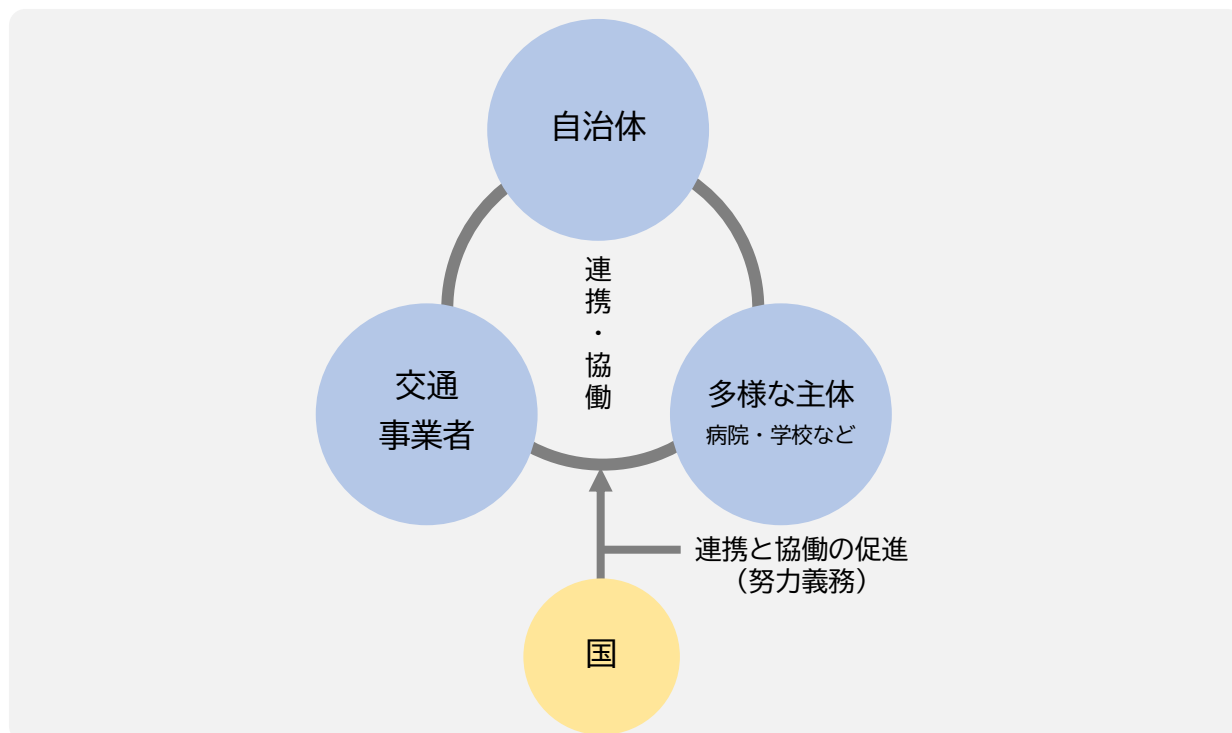 自治体
連携・協働
交通
事業者
多様な主体
病院・学校など
連携と協働の促進
（努力義務）
国